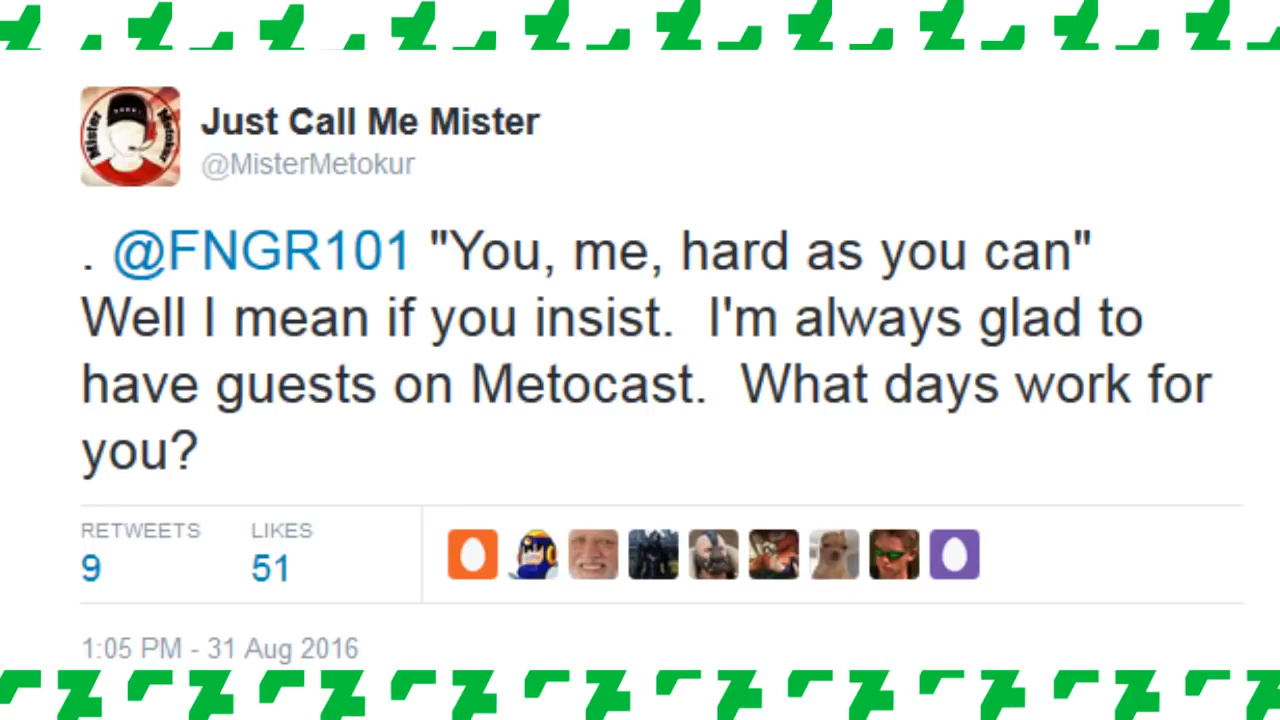 Just Call Me Mister
@MisterMetokur
. @FNGR101 "You, me, hard as you can"
Well I mean if you insist.  I'm always glad to
have guests on Metocast.  What days work for
you?
RETWEETS LIKES
9 51
1:05 PM - 31 Aug 2016
Mister Metokur